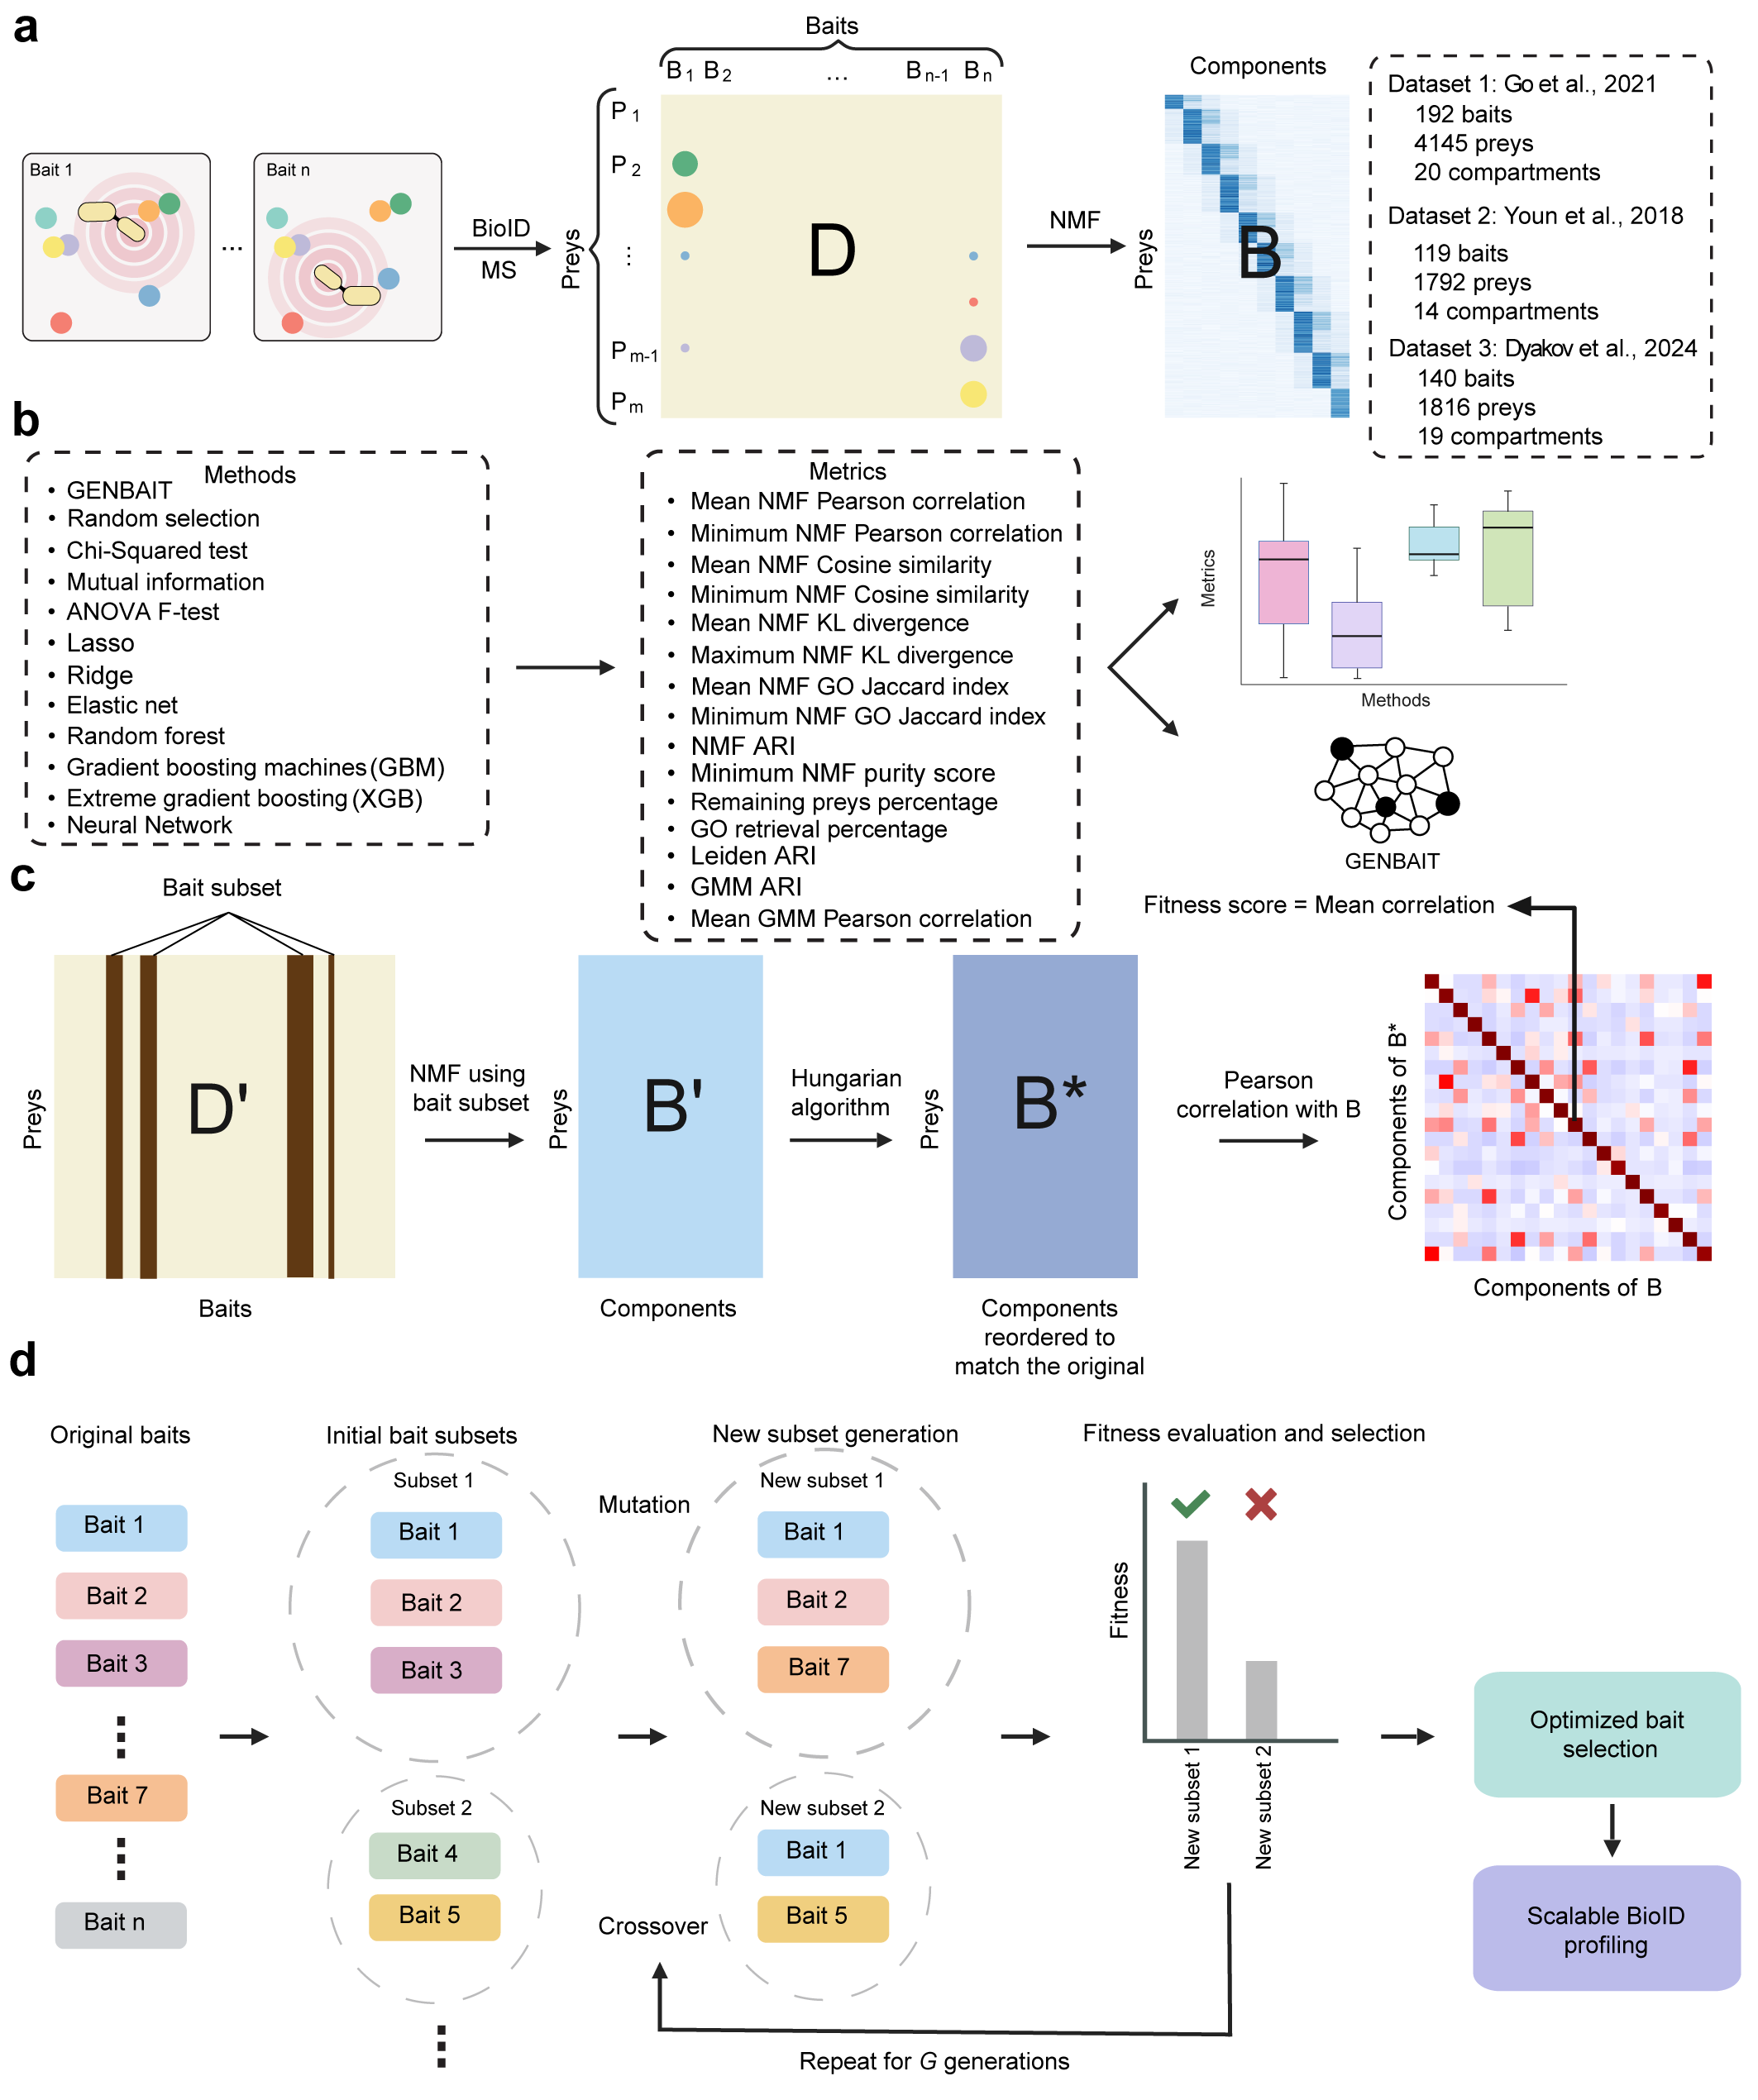 a
Baits
B1 B2 ... Bn-1 Bn
Components
Bait 1
...
Bait n
BioID
MS
Preys
P1
P2
⋮
Pm-1
Pm
D
NMF
Preys
B
Dataset 1: Go et al., 2021
192 baits
4145 preys
20 compartments
Dataset 2: Youn et al., 2018
119 baits
1792 preys
14 compartments
Dataset 3: Dyakov et al., 2024
140 baits
1816 preys
19 compartments
b
Methods
• GENBAIT
• Random selection
• Chi-Squared test
• Mutual information
• ANOVA F-test
• Lasso
• Ridge
• Elastic net
• Random forest
• Gradient boosting machines (GBM)
• Extreme gradient boosting (XGB)
• Neural Network
Metrics
• Mean NMF Pearson correlation
• Minimum NMF Pearson correlation
• Mean NMF Cosine similarity
• Minimum NMF Cosine similarity
• Mean NMF KL divergence
• Maximum NMF KL divergence
• Mean NMF GO Jaccard index
• Minimum NMF GO Jaccard index
• NMF ARI
• Minimum NMF purity score
• Remaining preys percentage
• GO retrieval percentage
• Leiden ARI
• GMM ARI
• Mean GMM Pearson correlation
Metrics
Methods
GENBAIT
c
Bait subset
Preys
D'
Baits
NMF using
bait subset
Preys
B'
Components
Hungarian
algorithm
Preys
B*
Components
reordered to
match the original
Pearson
correlation with B
Fitness score = Mean correlation
Components of B*
Components of B
d
Original baits
Bait 1
Bait 2
Bait 3
⋮
Bait 7
⋮
Bait n
Initial bait subsets
Subset 1
Bait 1
Bait 2
Bait 3
Subset 2
Bait 4
Bait 5
⋮
Mutation
Crossover
New subset generation
New subset 1
Bait 1
Bait 2
Bait 7
New subset 2
Bait 1
Bait 5
Fitness evaluation and selection
Fitness
New subset 1
New subset 2
Repeat for G generations
Optimized bait
selection
Scalable BioID
profiling